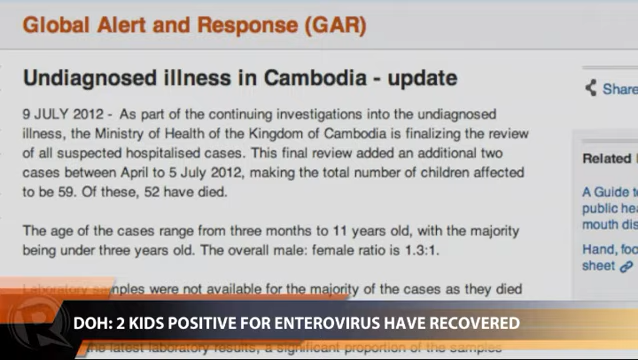 Global Alert and Response (GAR)
Undiagnosed illness in Cambodia - update
Share
9 JULY 2012 - As part of the continuing investigations into the undiagnosed
illness, the Ministry of Health of the Kingdom of Cambodia is finalizing the review
of all suspected hospitalised cases. This final review added an additional two
cases between April to 5 July 2012, making the total number of children affected
to be 59. Of these, 52 have died.
The age of the cases range from three months to 11 years old, with the majority
being under three years old. The overall male: female ratio is 1.3:1.
Laboratory samples were not available for the majority of the cases as they died
the latest laboratory results, a significant proportion of the samples
Related
A Guide to
public hea
mouth dis
Hand, foo
sheet
DOH: 2 KIDS POSITIVE FOR ENTEROVIRUS HAVE RECOVERED